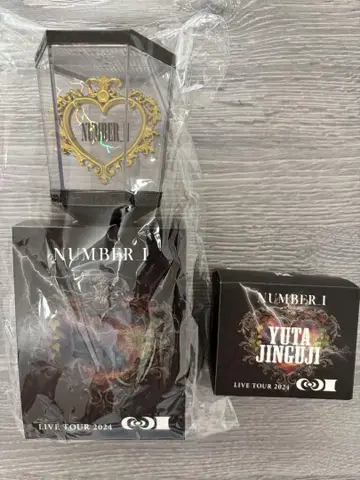 NUMBER_I
NUMBER I
LIVE TOUR 2024
NUMBER I
YUTA
JINGUJI
LIVE TOUR 2024